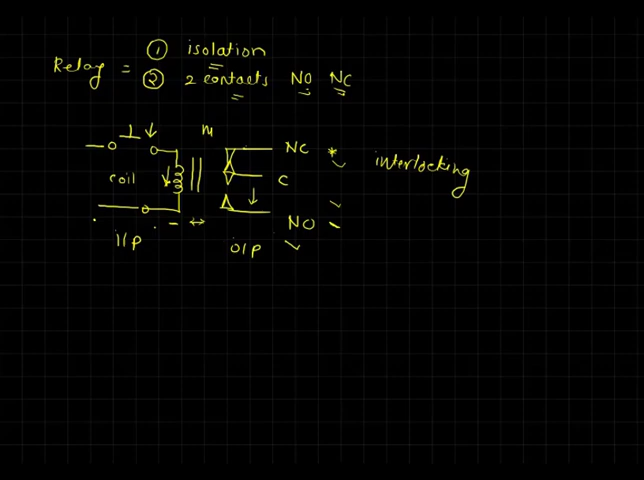 Relay = ① isolation
② 2 contacts NO NC
M
NC *
interlocking
coil
C
NO
i/p
o/p